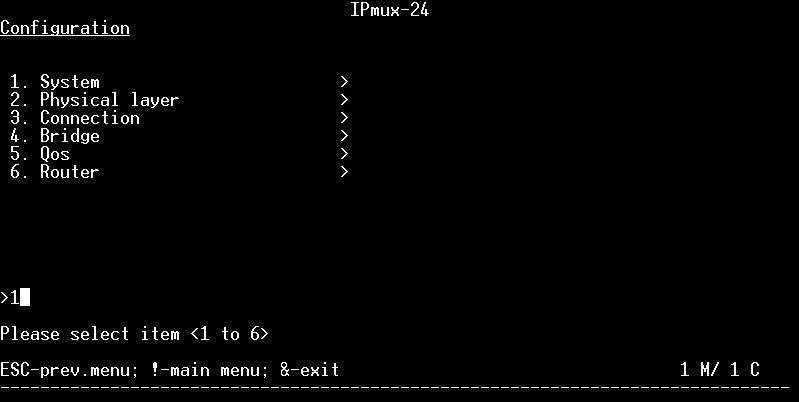 IPmux-24
Configuration
1. System >
2. Physical layer >
3. Connection >
4. Bridge >
5. Qos >
6. Router >
>1
Please select item <1 to 6>
ESC-prev.menu; !-main menu; &-exit 1 M/ 1 C
-------------------------------------------------------------------------------